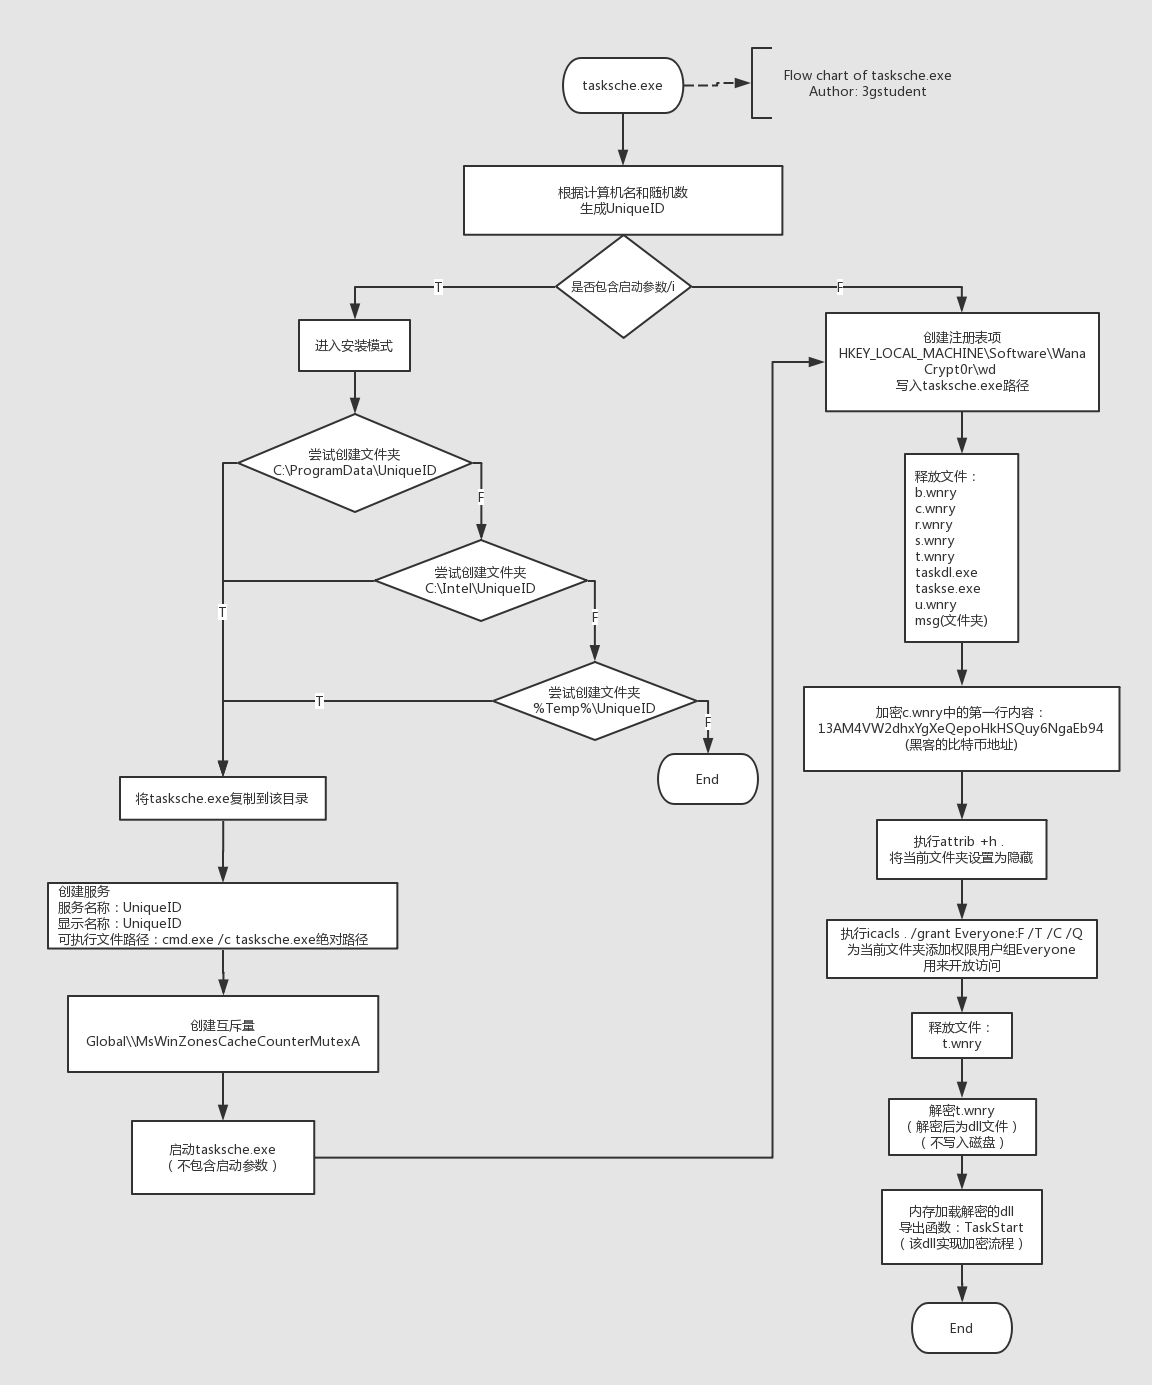 tasksche.exe
Flow chart of tasksche.exe
Author: 3gstudent
根据计算机名和随机数
生成UniqueID
是否包含启动参数/i
T
F
进入安装模式
创建注册表项
HKEY_LOCAL_MACHINE\Software\Wana
Crypt0r\wd
写入tasksche.exe路径
尝试创建文件夹
C:\ProgramData\UniqueID
F
尝试创建文件夹
C:\Intel\UniqueID
T
F
尝试创建文件夹
%Temp%\UniqueID
T
F
End
将tasksche.exe复制到该目录
创建服务
服务名称：UniqueID
显示名称：UniqueID
可执行文件路径：cmd.exe /c tasksche.exe绝对路径
创建互斥量
Global\\MsWinZonesCacheCounterMutexA
启动tasksche.exe
（不包含启动参数）
释放文件：
b.wnry
c.wnry
r.wnry
s.wnry
t.wnry
taskdl.exe
taskse.exe
u.wnry
msg(文件夹)
加密c.wnry中的第一行内容：
13AM4VW2dhxYgXeQepoHkHSQuy6NgaEb94
(黑客的比特币地址)
执行attrib +h .
将当前文件夹设置为隐藏
执行icacls . /grant Everyone:F /T /C /Q
为当前文件夹添加权限用户组Everyone
用来开放访问
释放文件：
t.wnry
解密t.wnry
（解密后为dll文件）
（不写入磁盘）
内存加载解密的dll
导出函数：TaskStart
（该dll实现加密流程）
End